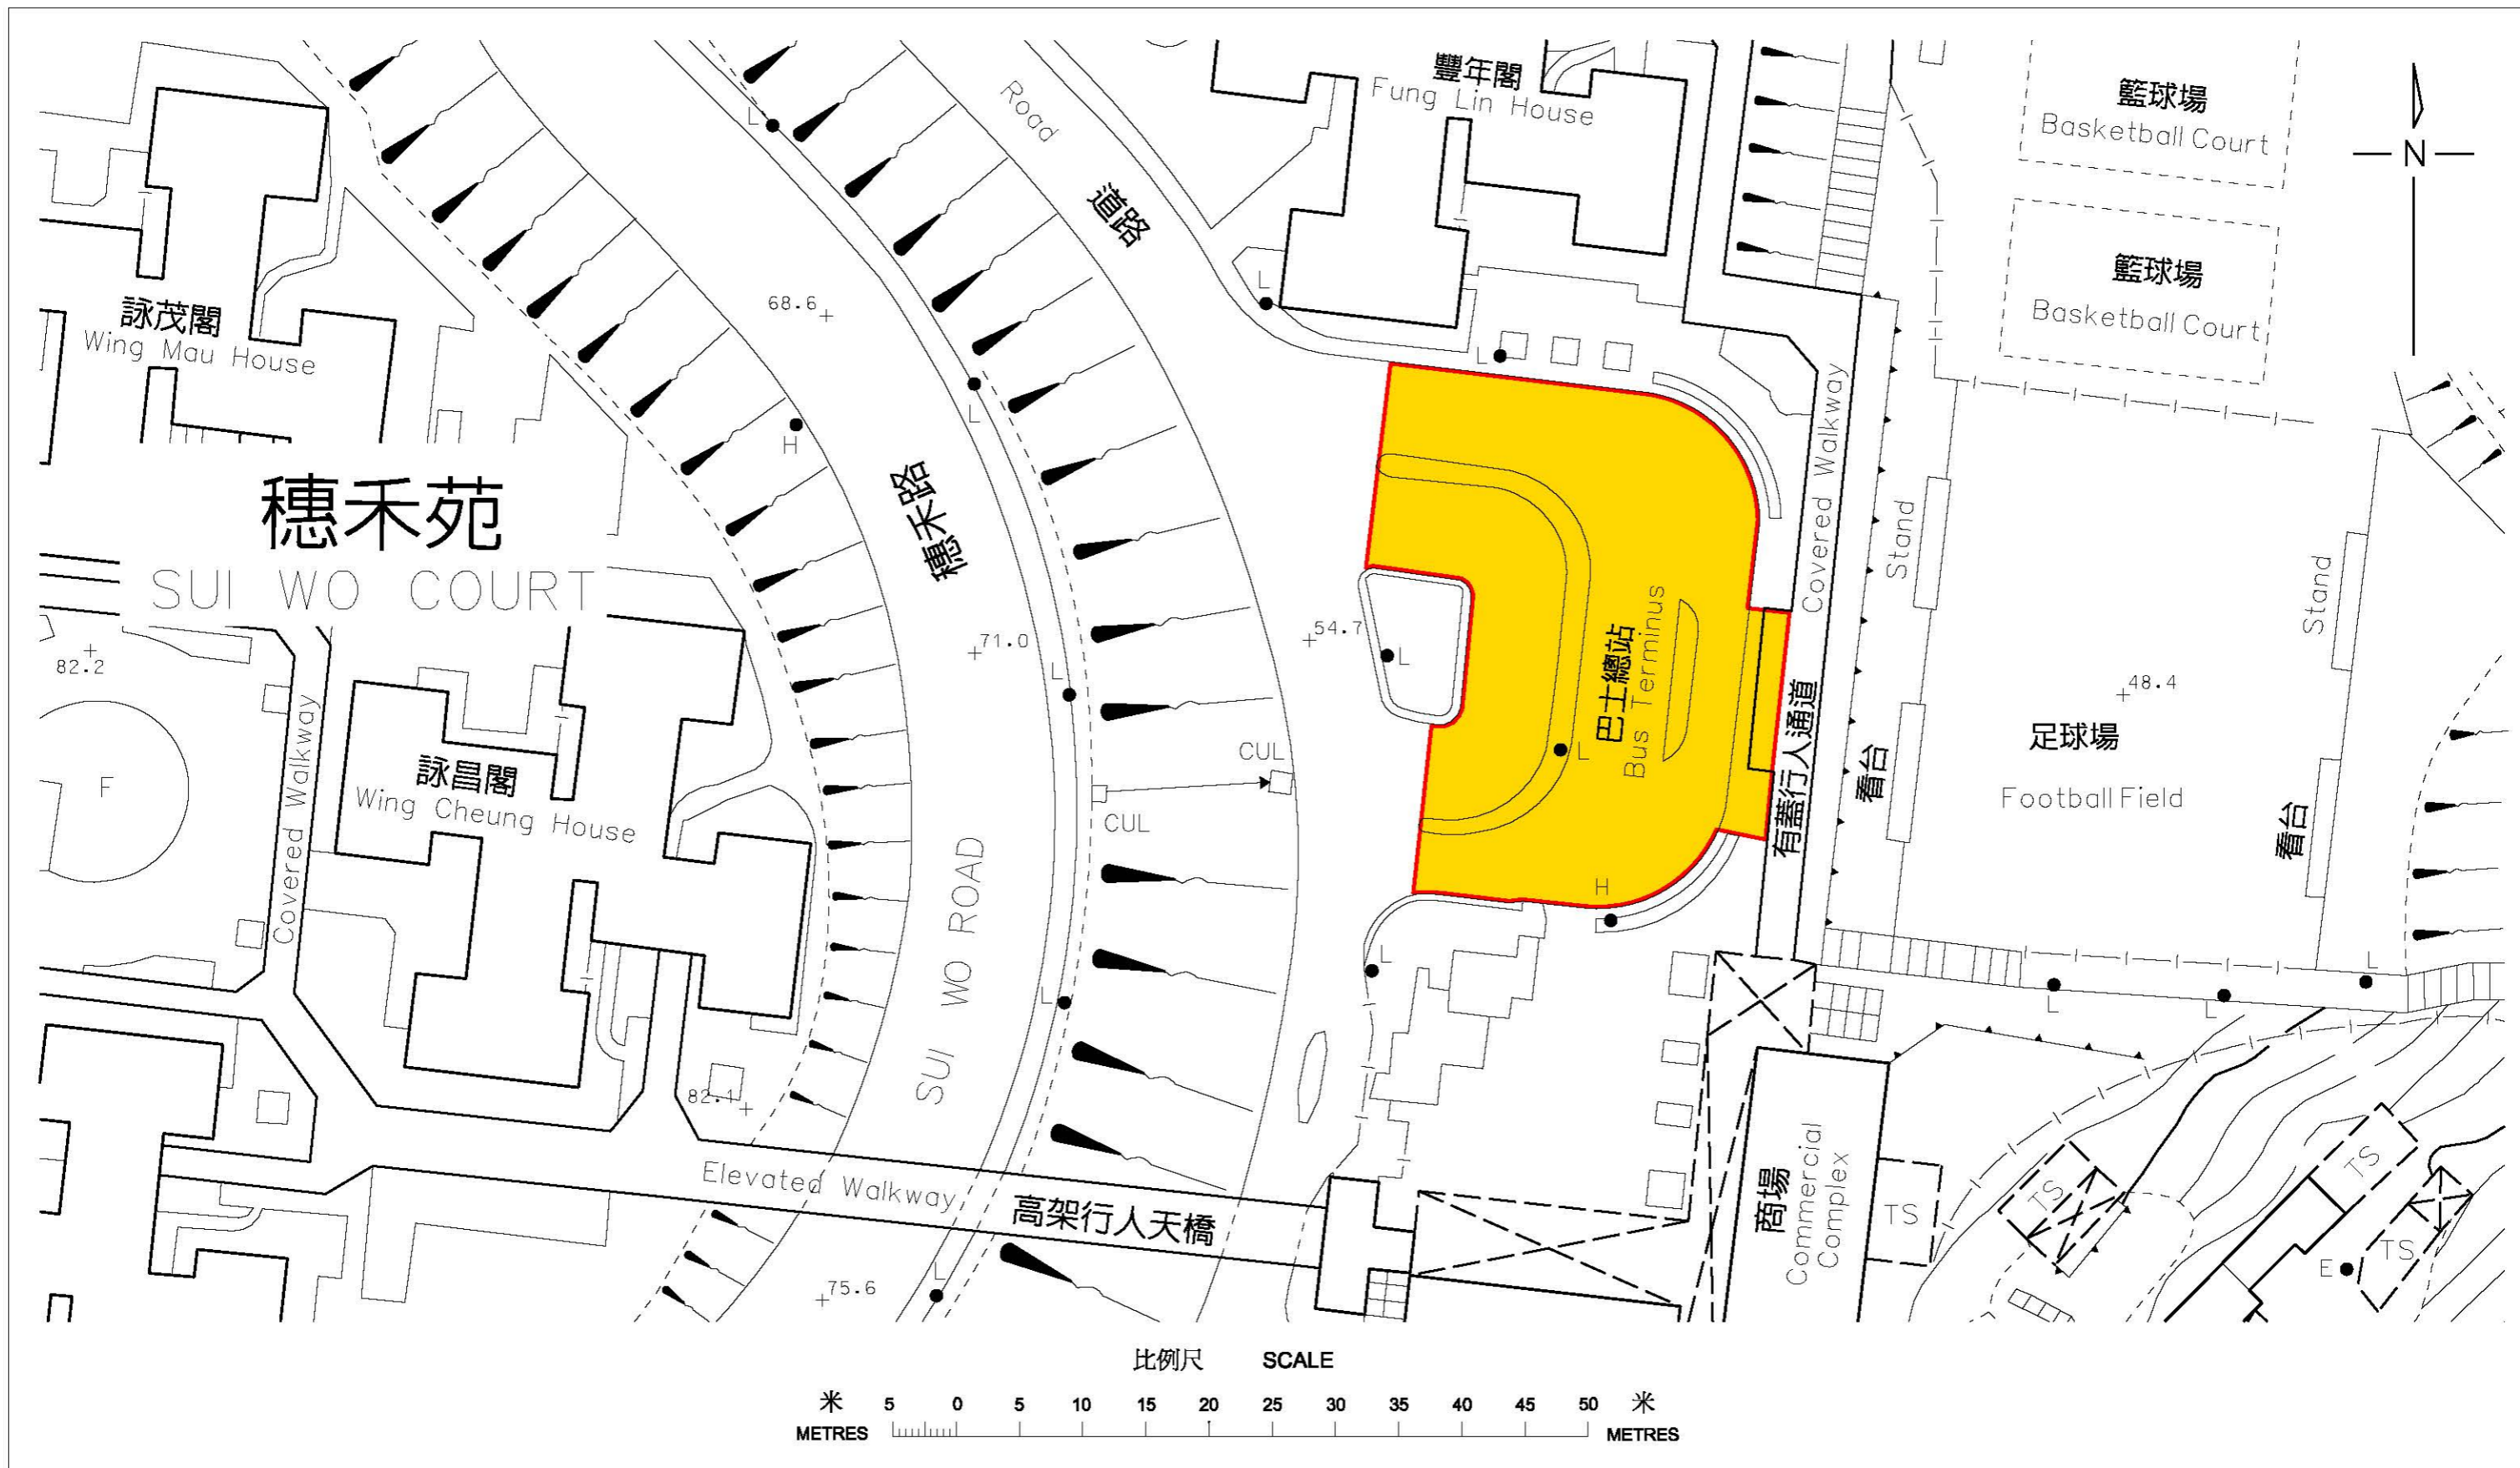 豐年閣
Fung Lin House
Road
道路
籃球場
Basketball Court
N
籃球場
Basketball Court
L
L
L
L
68.6
詠茂閣
Wing Mau House
H
穗禾路
穗禾苑
SUI WO COURT
Covered Walkway
Stand
Stand
巴士總站
Bus Terminus
54.7
71.0
L
L
L
82.2
48.4
足球場
Football Field
有蓋行人通道
看台
看台
CUL
CUL
F
Covered Walkway
詠昌閣
Wing Cheung House
SUI WO ROAD
H
L
L
L
L
L
82.1
Elevated Walkway
高架行人天橋
商場
Commercial
Complex
TS
TS
TS
TS
E
L
75.6
比例尺 SCALE
米 5 0 5 10 15 20 25 30 35 40 45 50 米
METRES METRES